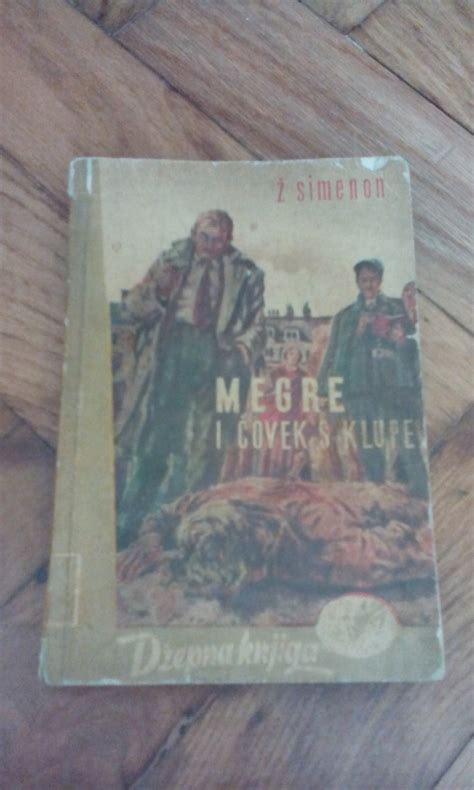 Ž simenon
MEGRE
I ČOVEK S KLUPE
Džepna knjiga